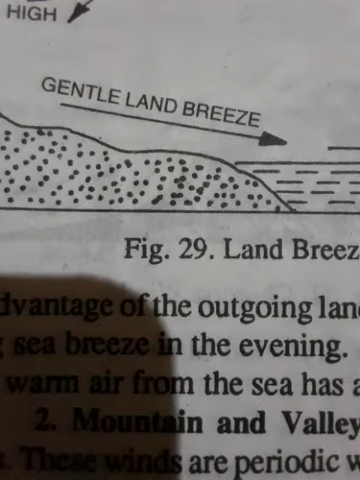 HIGH
GENTLE LAND BREEZE
Fig. 29. Land Breez
dvantage of the outgoing lan
sea breeze in the evening.
warm air from the sea has a
2. Mountain and Valley
These winds are periodic w